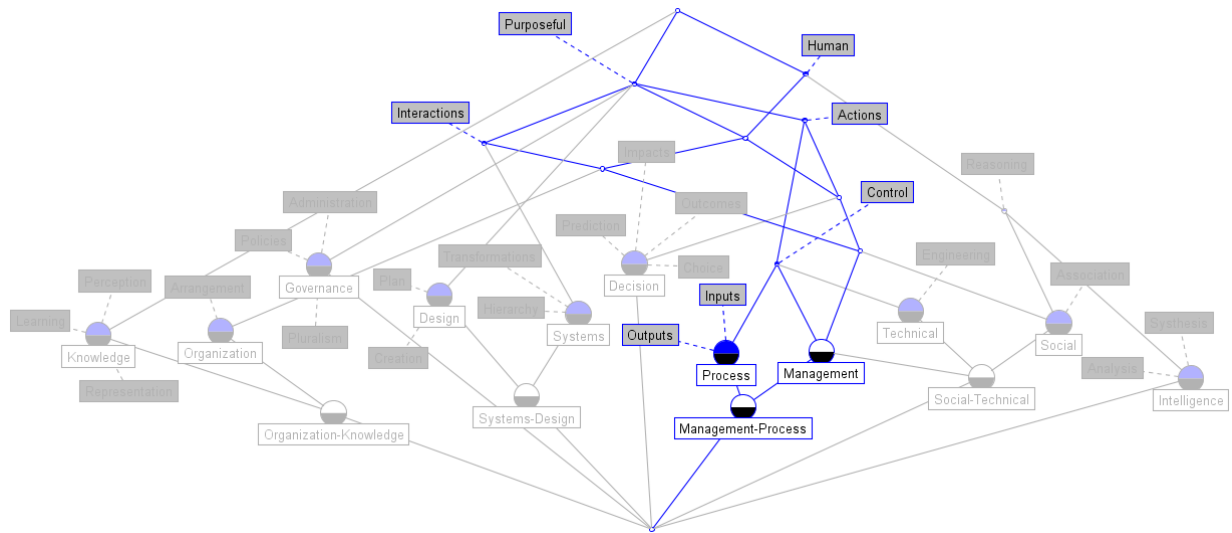 Purposeful
Human
Interactions
Actions
Impacts
Reasoning
Control
Administration
Outcomes
Prediction
Policies
Engineering
Transformations
Choice
Association
Perception
Arrangement
Plan
Governance
Decision
Inputs
Hierarchy
Systhesis
Learning
Design
Technical
Outputs
Systems
Pluralism
Social
Knowledge
Organization
Creation
Process
Management
Analysis
Representation
Social-Technical
Intelligence
Systems-Design
Management-Process
Organization-Knowledge